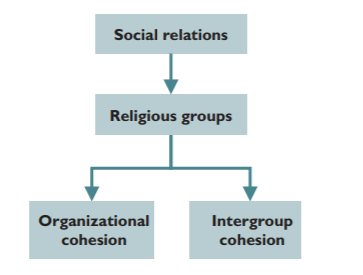 Social relations
Religious groups
Organizational
cohesion
Intergroup
cohesion